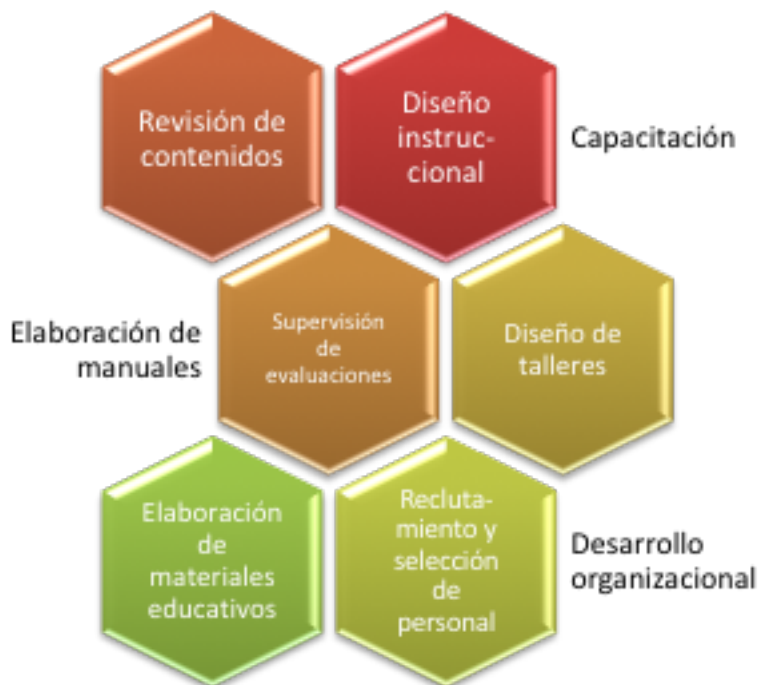 Revisión de
contenidos
Diseño
instruc-
cional
Capacitación
Elaboración de
manuales
Supervisión
de
evaluaciones
Diseño de
talleres
Elaboración
de
materiales
educativos
Recluta-
miento y
selección
de
personal
Desarrollo
organizacional